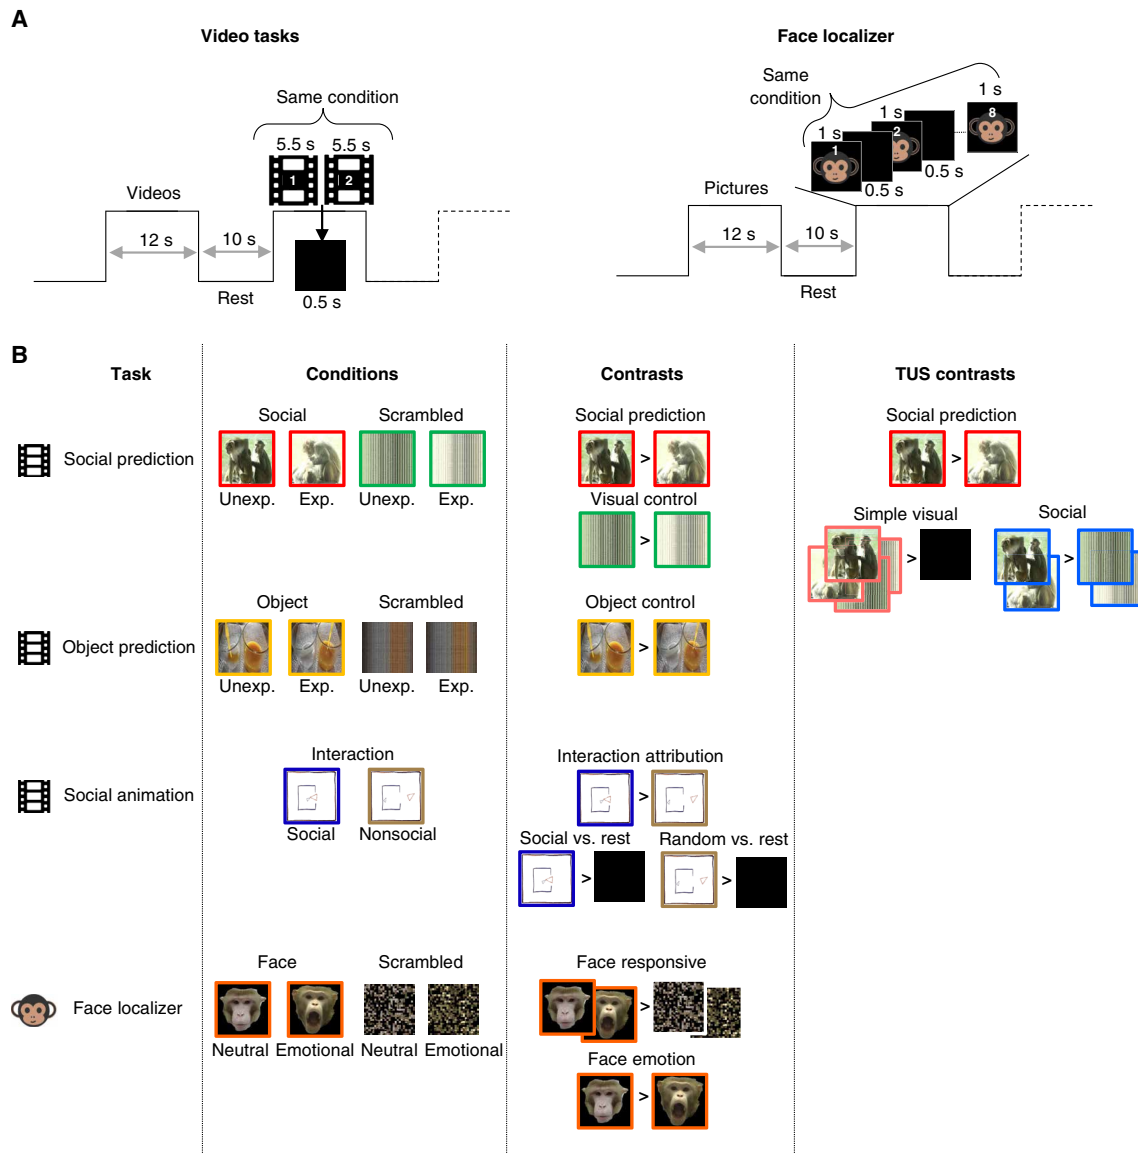 A
Video tasks
Face localizer
Same condition
5.5 s 5.5 s
1 2
Videos
12 s
10 s
Rest
0.5 s
Same
condition
1 s
1 s
1 s
8
2
1
0.5 s
0.5 s
Pictures
12 s
10 s
Rest
B
Task
Conditions
Contrasts
TUS contrasts
Social prediction
Social
Scrambled
Unexp.
Exp.
Unexp.
Exp.
Social prediction
>
Visual control
>
Social prediction
>
Simple visual
>
Social
>
Object prediction
Object
Scrambled
Unexp.
Exp.
Unexp.
Exp.
Object control
>
Social animation
Interaction
Social
Nonsocial
Interaction attribution
>
Social vs. rest
>
Random vs. rest
>
Face localizer
Face
Scrambled
Neutral
Emotional
Neutral
Emotional
Face responsive
>
Face emotion
>